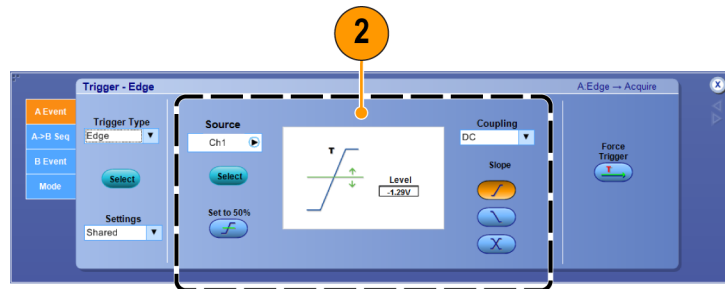 2
Trigger - Edge
A:Edge → Acquire
X
A Event
A->B Seq
B Event
Mode
Trigger Type
Edge
Select
Settings
Shared
Source
Ch1
Select
Set to 50%
T
Level
-1.29V
Coupling
DC
Slope
Force
Trigger
T